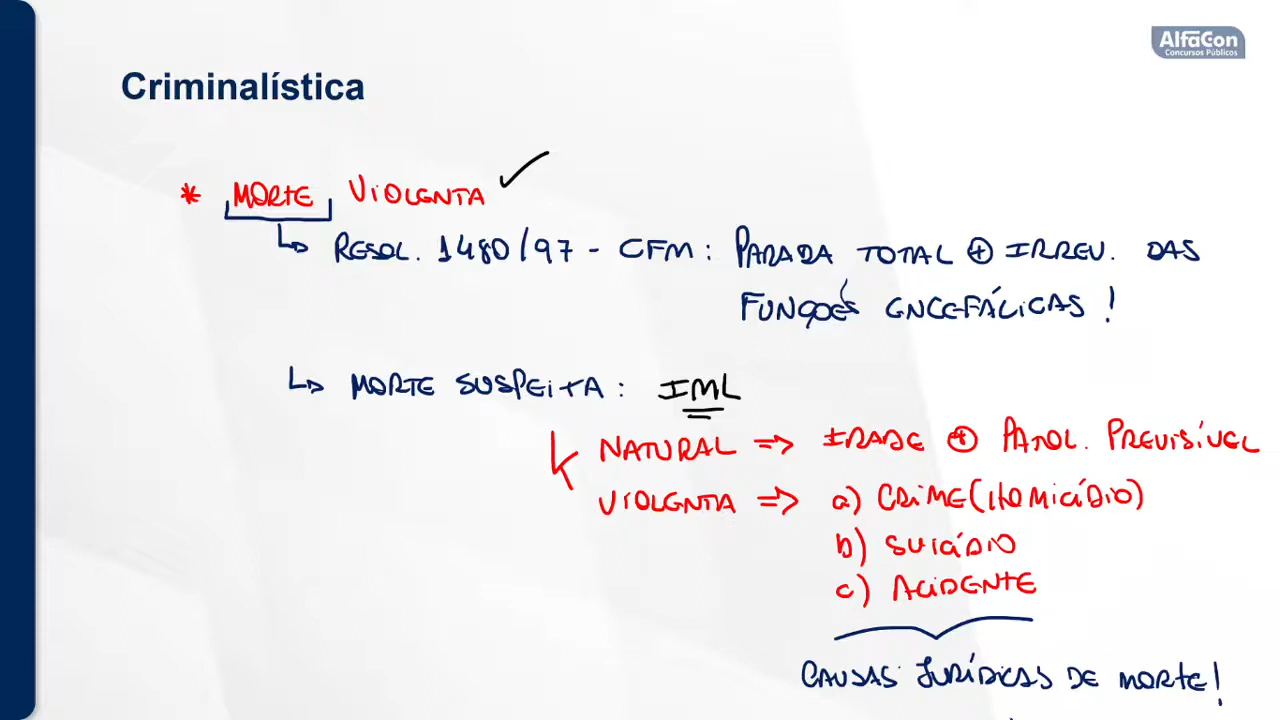 AlfaCon
Concursos Públicos
Criminalística
* MORTE VIOLENTA ✓
↳ RESOL. 1480/97 - CFM: PARADA TOTAL ⊕ IRREV. DAS
FUNÇÕES ENCEFÁLICAS!
↳ MORTE SUSPEITA: IML
NATURAL => IDADE ⊕ PATOL. PREVISÍVEL
VIOLENTA => a) CRIME (HOMICÍDIO)
b) SUICÍDIO
c) ACIDENTE
CAUSAS JURÍDICAS DE MORTE!